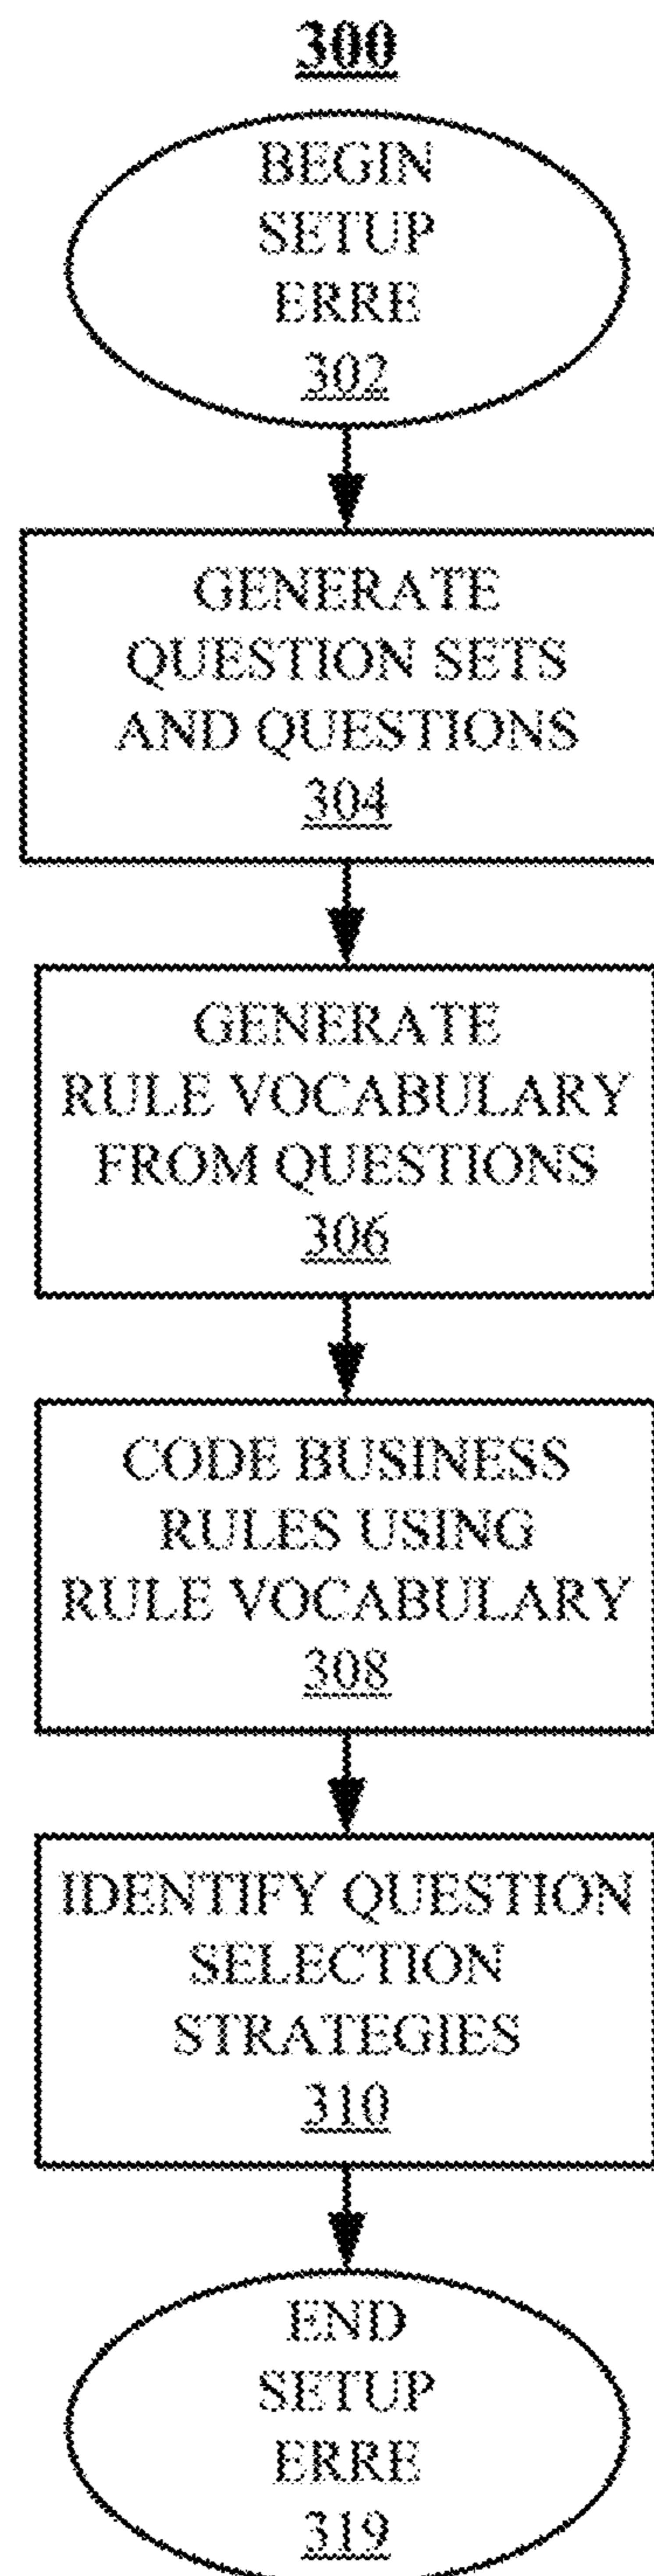 300
BEGIN
SETUP
ERRE
302
GENERATE
QUESTION SETS
AND QUESTIONS
304
GENERATE
RULE VOCABULARY
FROM QUESTIONS
306
CODE BUSINESS
RULES USING
RULE VOCABULARY
308
IDENTIFY QUESTION
SELECTION
STRATEGIES
310
END
SETUP
ERRE
319